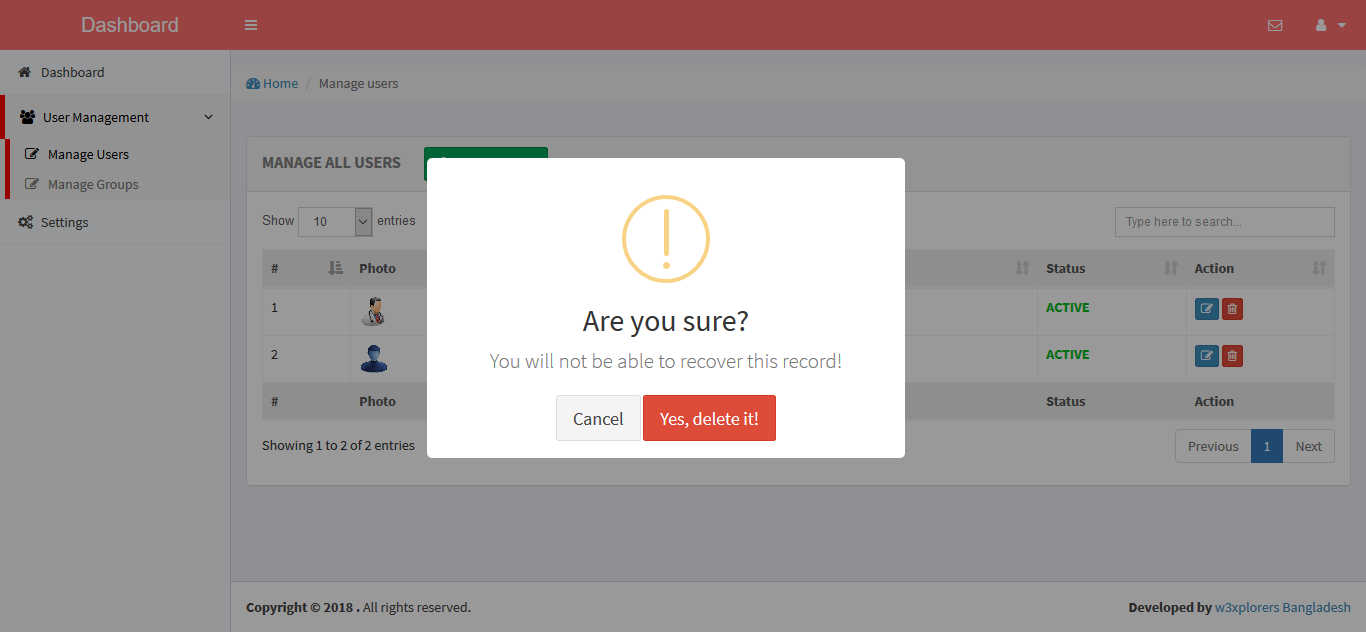 Dashboard
Dashboard
User Management
Manage Users
Manage Groups
Settings
Home / Manage users
MANAGE ALL USERS
Show 10 entries
Type here to search...
# Photo Status Action
1 ACTIVE
2 ACTIVE
# Photo Status Action
Showing 1 to 2 of 2 entries
Previous 1 Next
Are you sure?
You will not be able to recover this record!
Cancel Yes, delete it!
Copyright © 2018 . All rights reserved.
Developed by w3xplorers Bangladesh